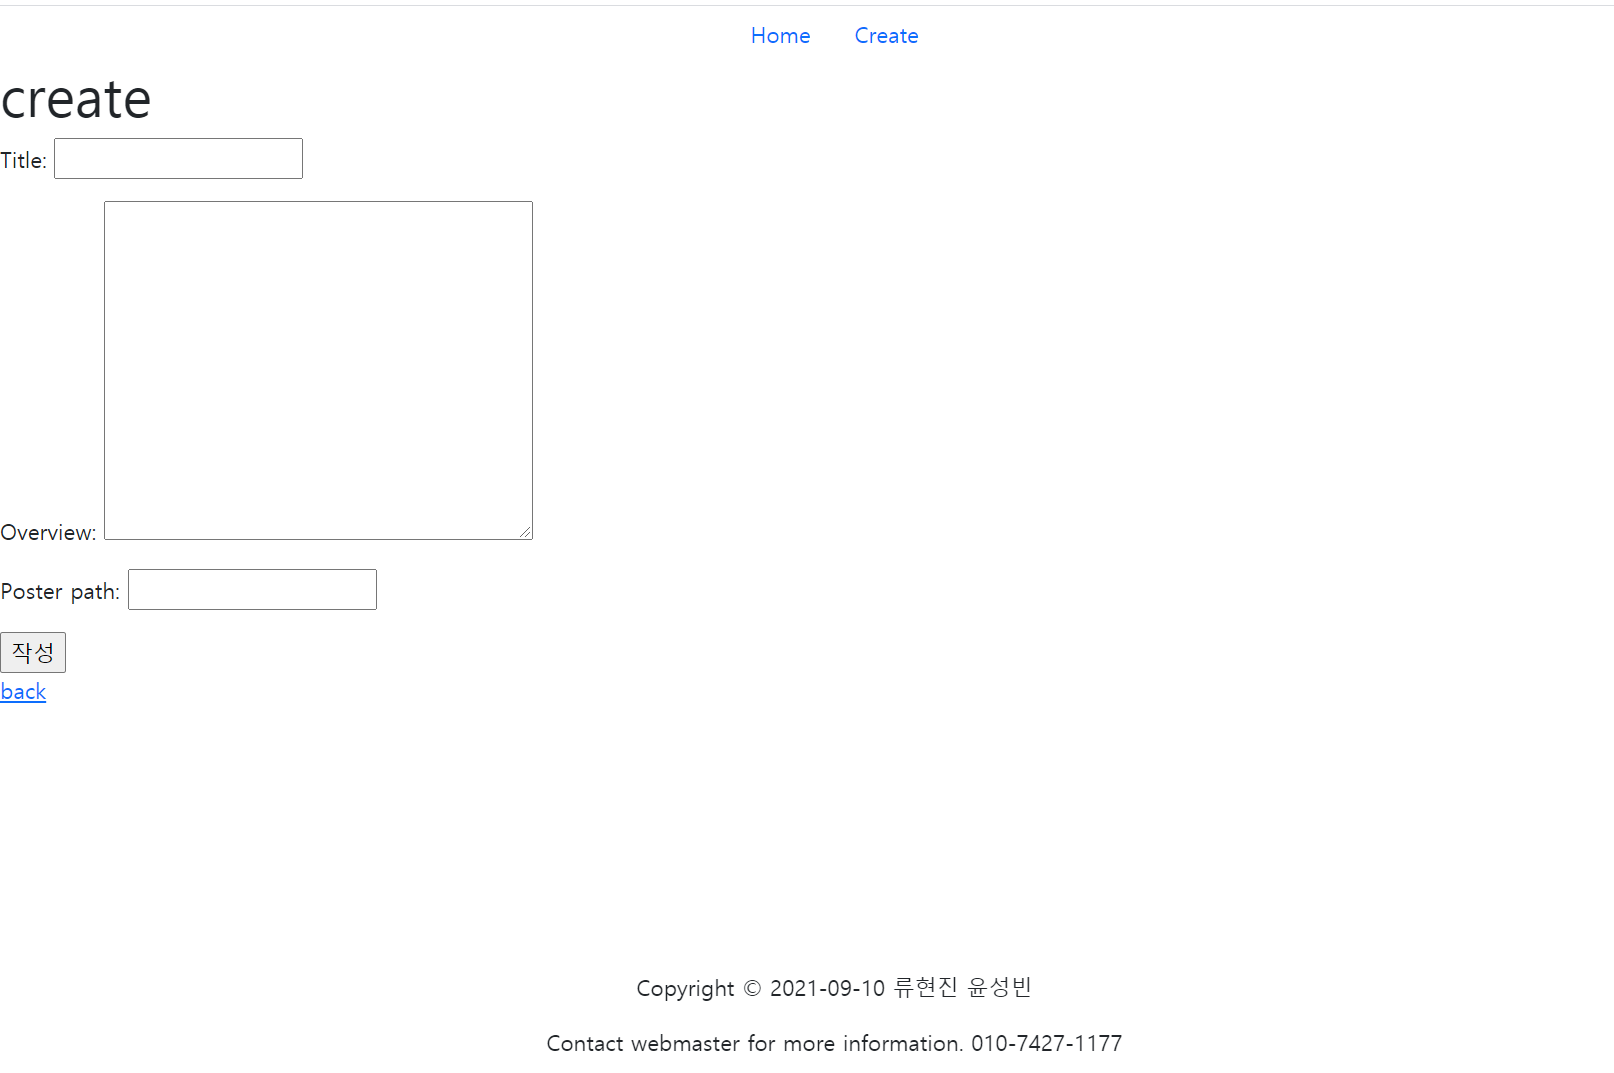 Home Create
create
Title:
Overview:
Poster path:
작성
back
Copyright © 2021-09-10 류현진 윤성빈
Contact webmaster for more information. 010-7427-1177